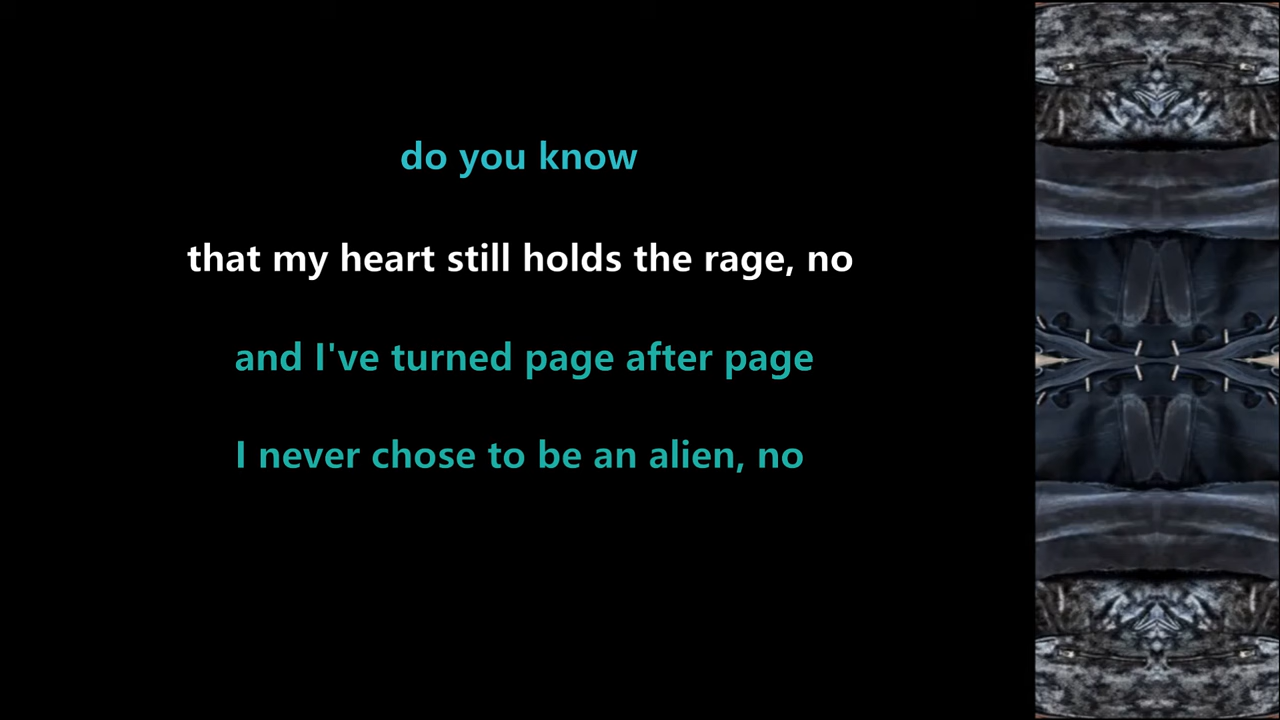 do you know
that my heart still holds the rage, no
and I've turned page after page
I never chose to be an alien, no